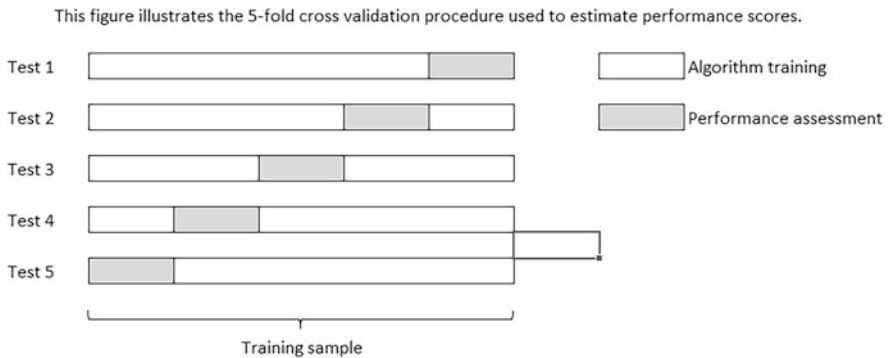 This figure illustrates the 5-fold cross validation procedure used to estimate performance scores.
Test 1
Algorithm training
Test 2
Performance assessment
Test 3
Test 4
Test 5
Training sample